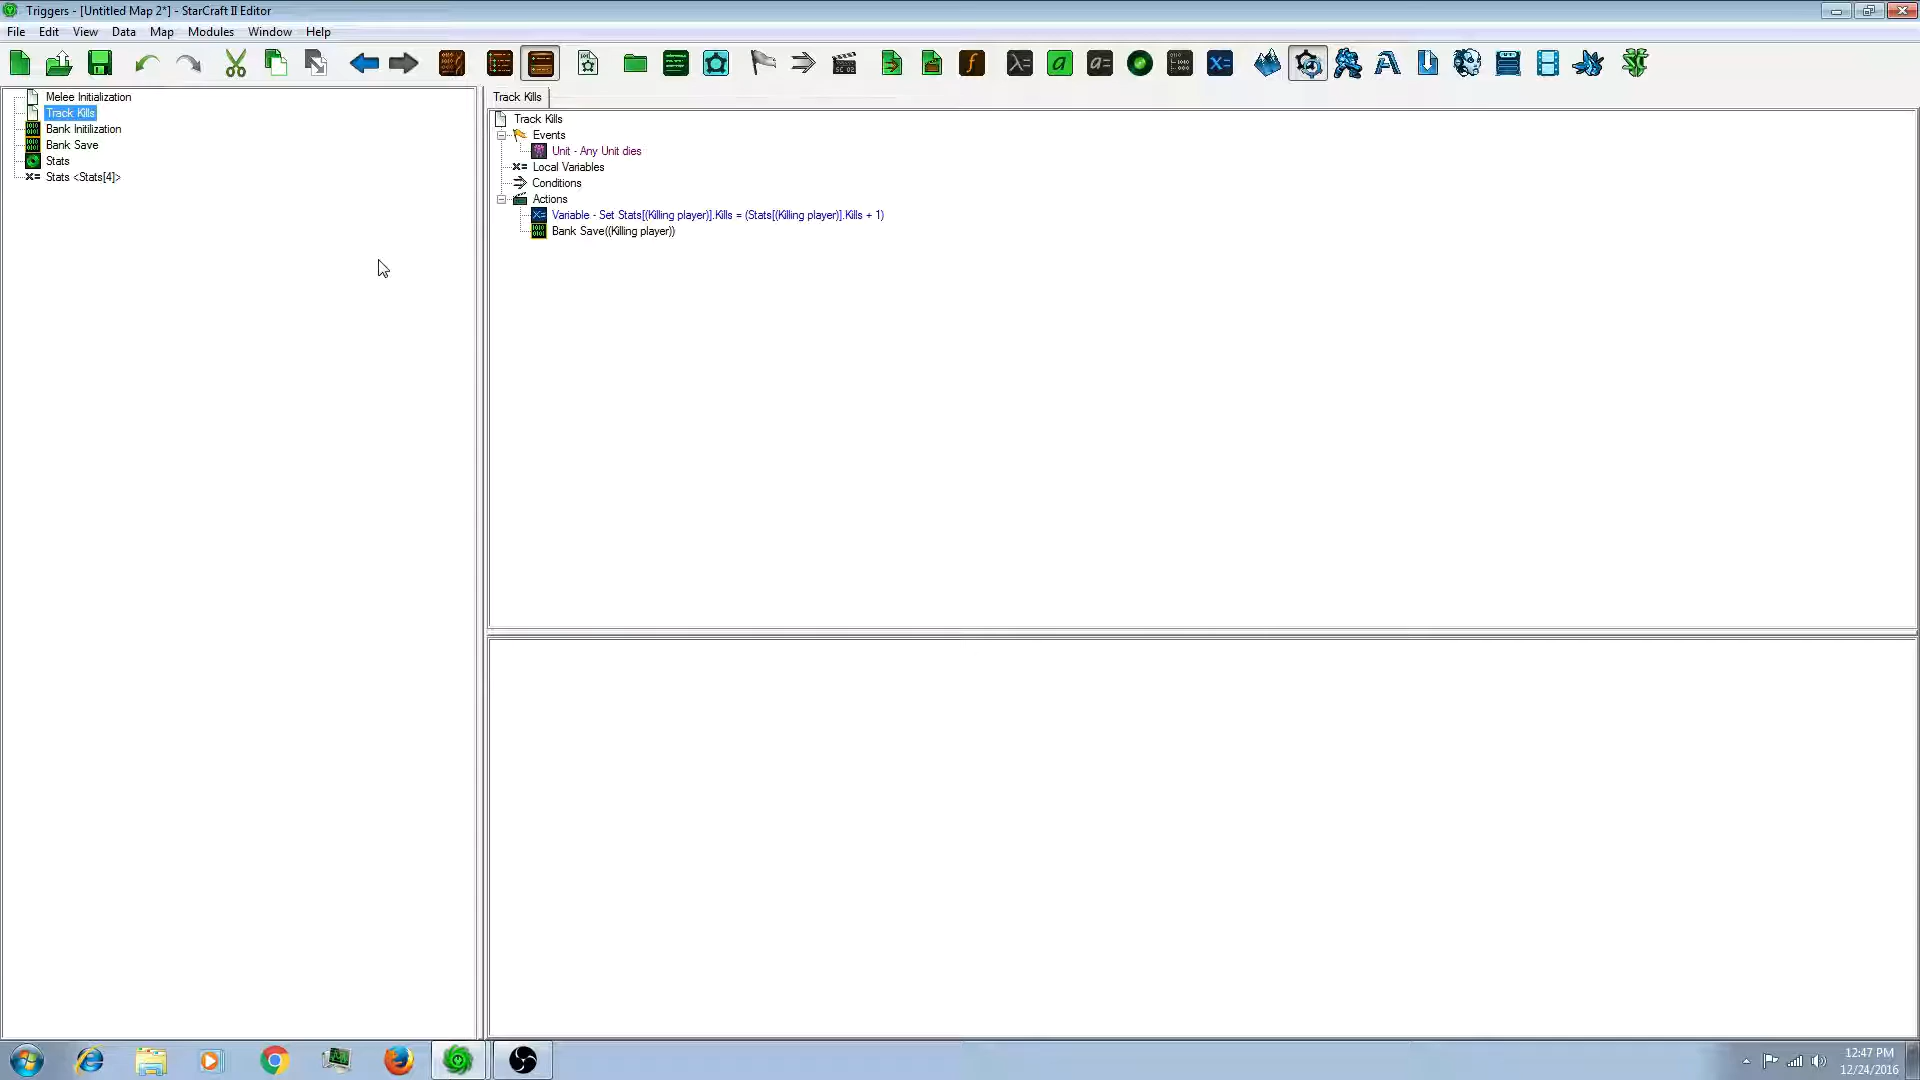 Triggers - [Untitled Map 2*] - StarCraft II Editor
File Edit View Data Map Modules Window Help
Melee Initialization
Track Kills
Bank Initilization
Bank Save
Stats
Stats <Stats[4]>
Track Kills
Track Kills
Events
Unit - Any Unit dies
Local Variables
Conditions
Actions
Variable - Set Stats[(Killing player)].Kills = (Stats[(Killing player)].Kills + 1)
Bank Save((Killing player))
12:47 PM
12/24/2016